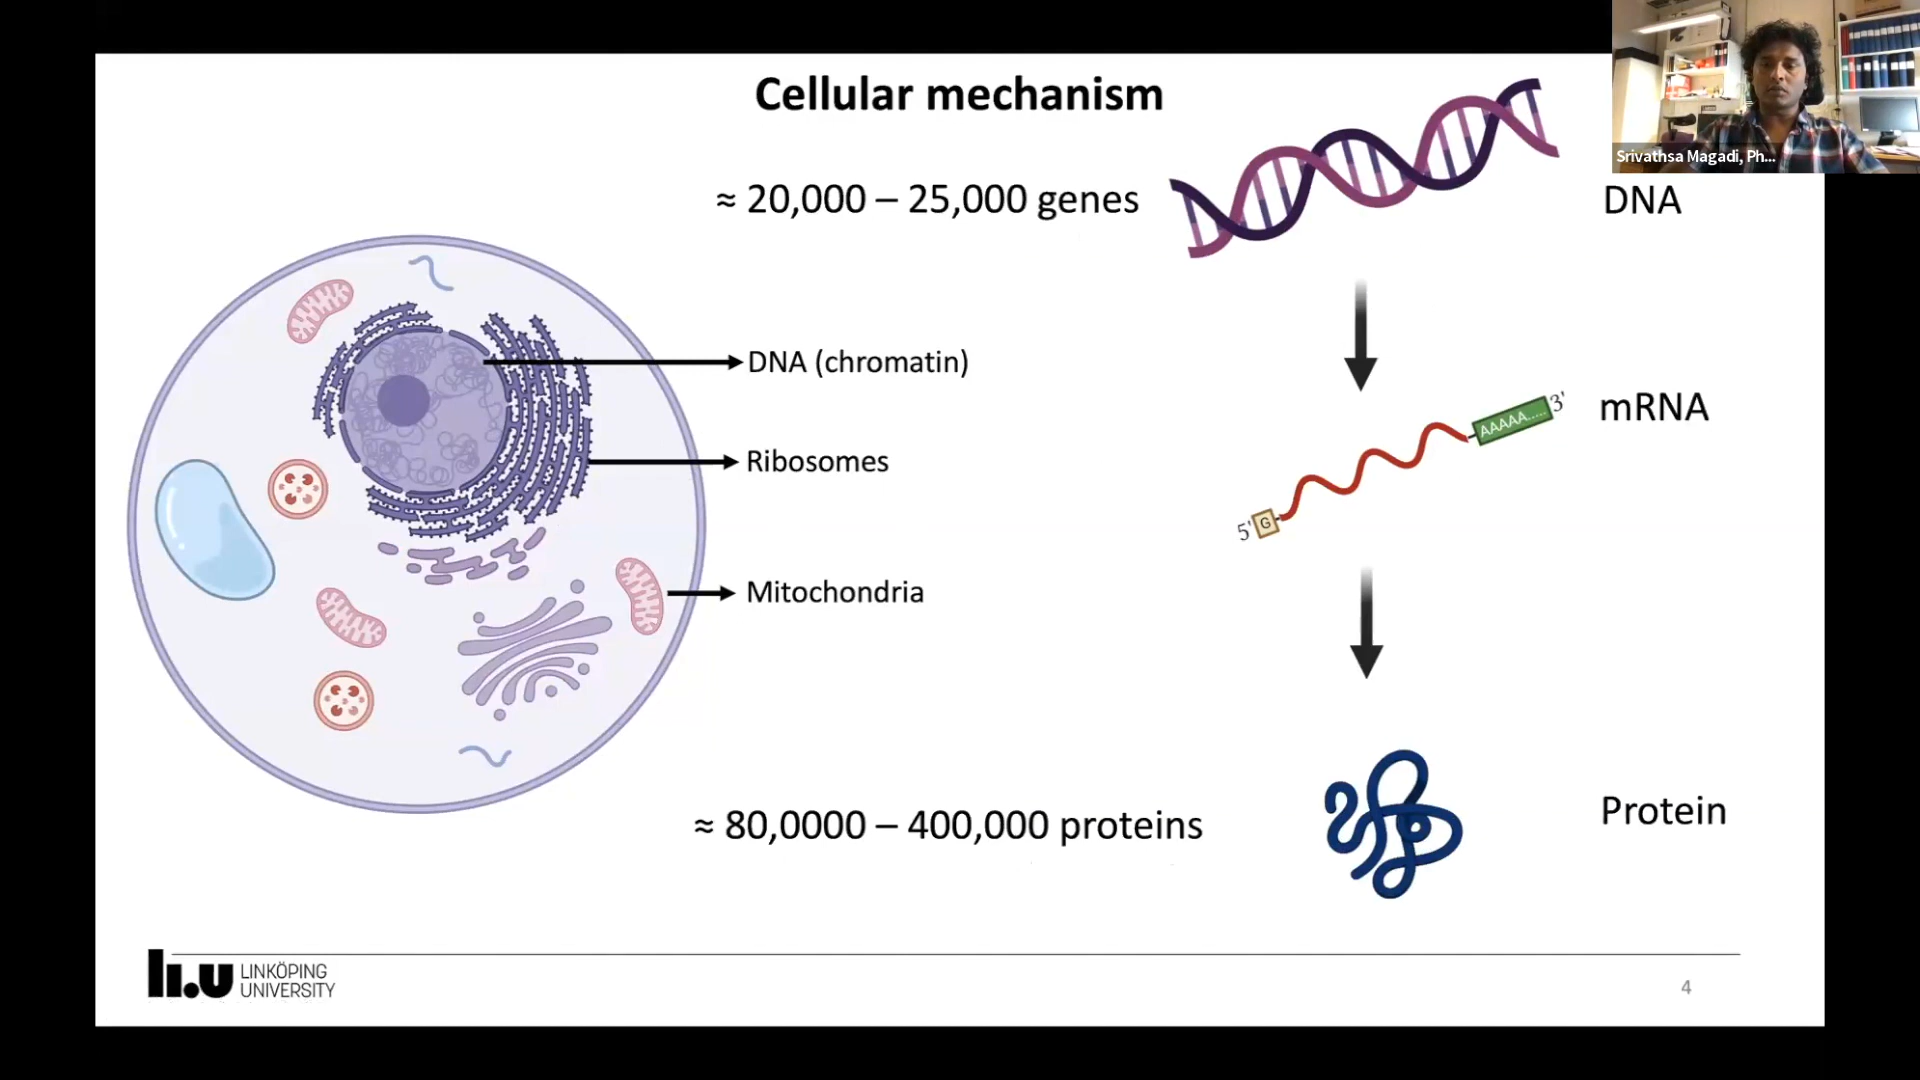 Cellular mechanism
Srivathsa Magadi, Ph...
≈ 20,000 – 25,000 genes
DNA
DNA (chromatin)
mRNA
AAAAA.....
3'
Ribosomes
5'
G
Mitochondria
≈ 80,0000 – 400,000 proteins
Protein
li.u LINKÖPING
UNIVERSITY
4